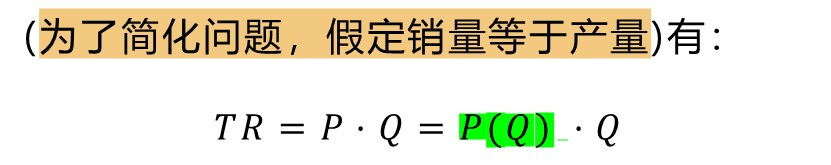 (为了简化问题，假定销量等于产量)有：
TR = P · Q = P(Q) · Q